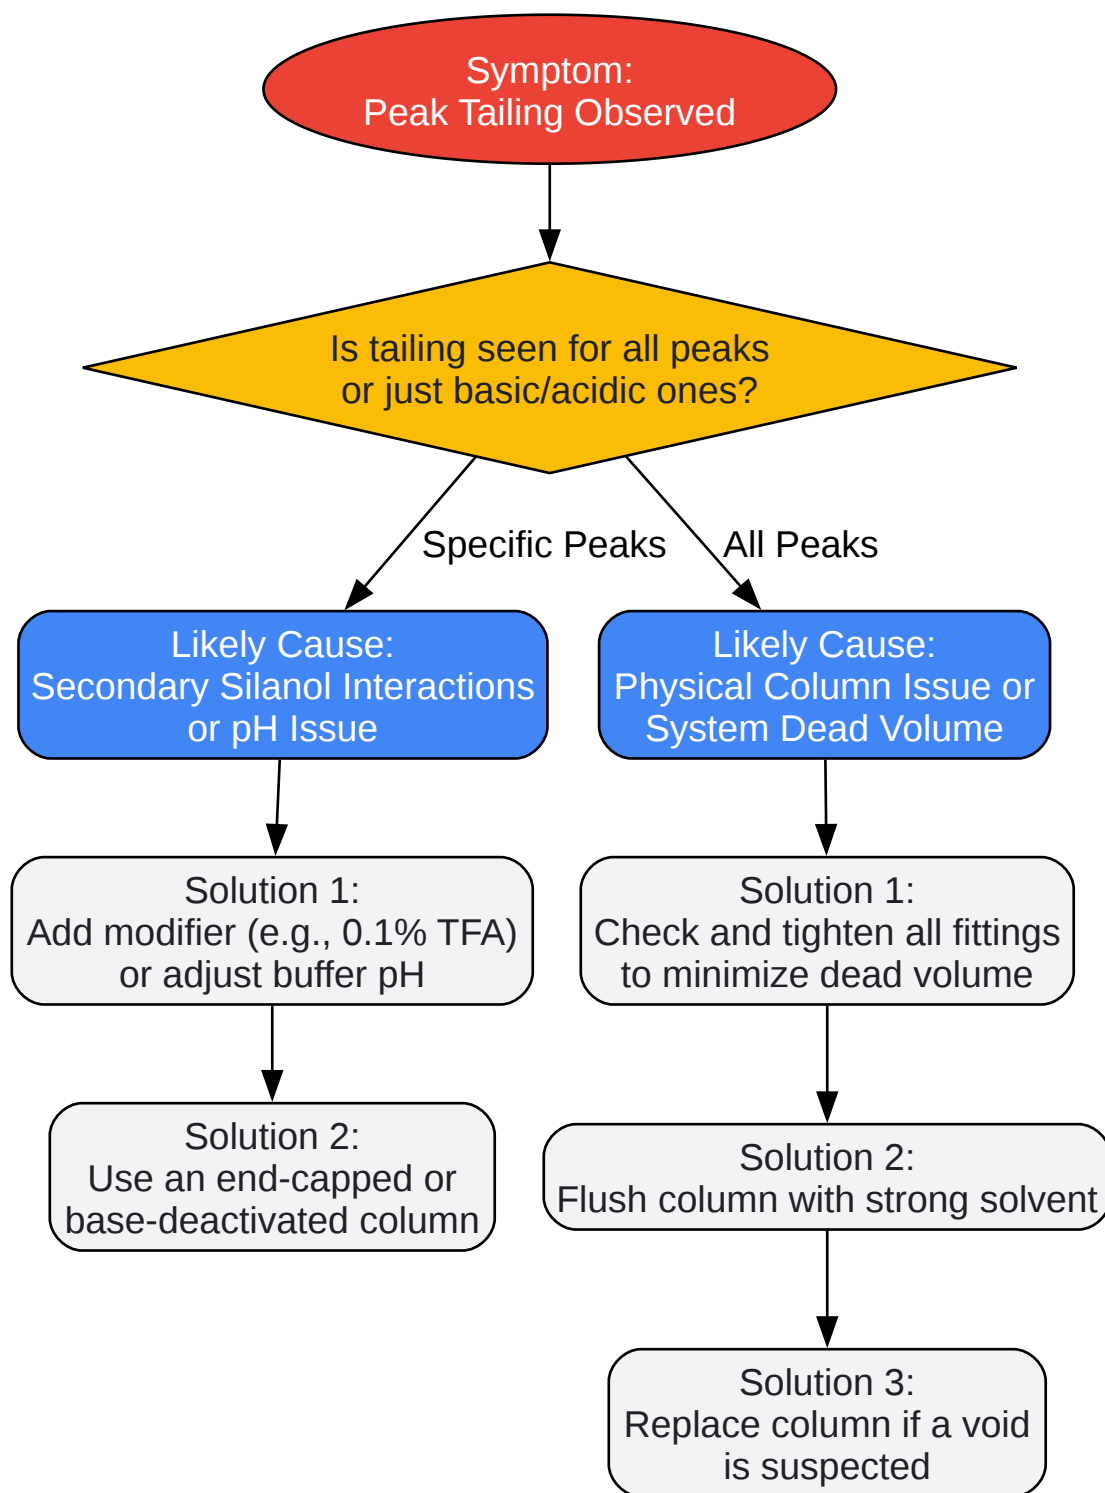 Symptom:
Peak Tailing Observed
Is tailing seen for all peaks
or just basic/acidic ones?
Specific Peaks
All Peaks
Likely Cause:
Secondary Silanol Interactions
or pH Issue
Likely Cause:
Physical Column Issue or
System Dead Volume
Solution 1:
Add modifier (e.g., 0.1% TFA)
or adjust buffer pH
Solution 1:
Check and tighten all fittings
to minimize dead volume
Solution 2:
Use an end-capped or
base-deactivated column
Solution 2:
Flush column with strong solvent
Solution 3:
Replace column if a void
is suspected